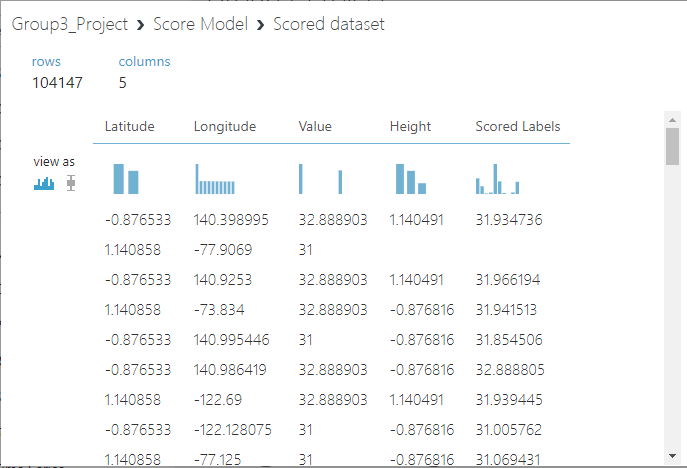 Group3_Project › Score Model › Scored dataset
rows columns
104147 5
Latitude Longitude Value Height Scored Labels
view as
-0.876533 140.398995 32.888903 1.140491 31.934736
1.140858 -77.9069 31
-0.876533 140.9253 32.888903 1.140491 31.966194
1.140858 -73.834 32.888903 -0.876816 31.941513
-0.876533 140.995446 31 -0.876816 31.854506
-0.876533 140.986419 32.888903 -0.876816 32.888805
1.140858 -122.69 32.888903 1.140491 31.939445
-0.876533 -122.128075 31 -0.876816 31.005762
1.140858 -77.125 31 -0.876816 31.069431